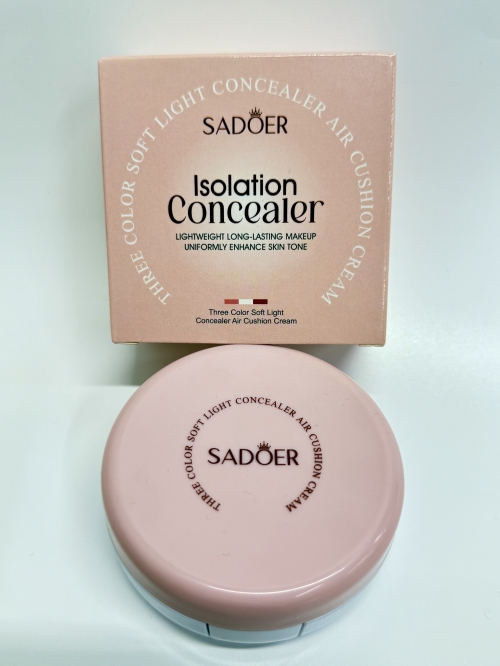 THREE COLOR SOFT LIGHT CONCEALER AIR CUSHION CREAM
SADOER
Isolation
Concealer
LIGHTWEIGHT LONG-LASTING MAKEUP
UNIFORMLY ENHANCE SKIN TONE
Three Color Soft Light
Concealer Air Cushion Cream
THREE COLOR SOFT LIGHT CONCEALER AIR CUSHION CREAM
SADOER